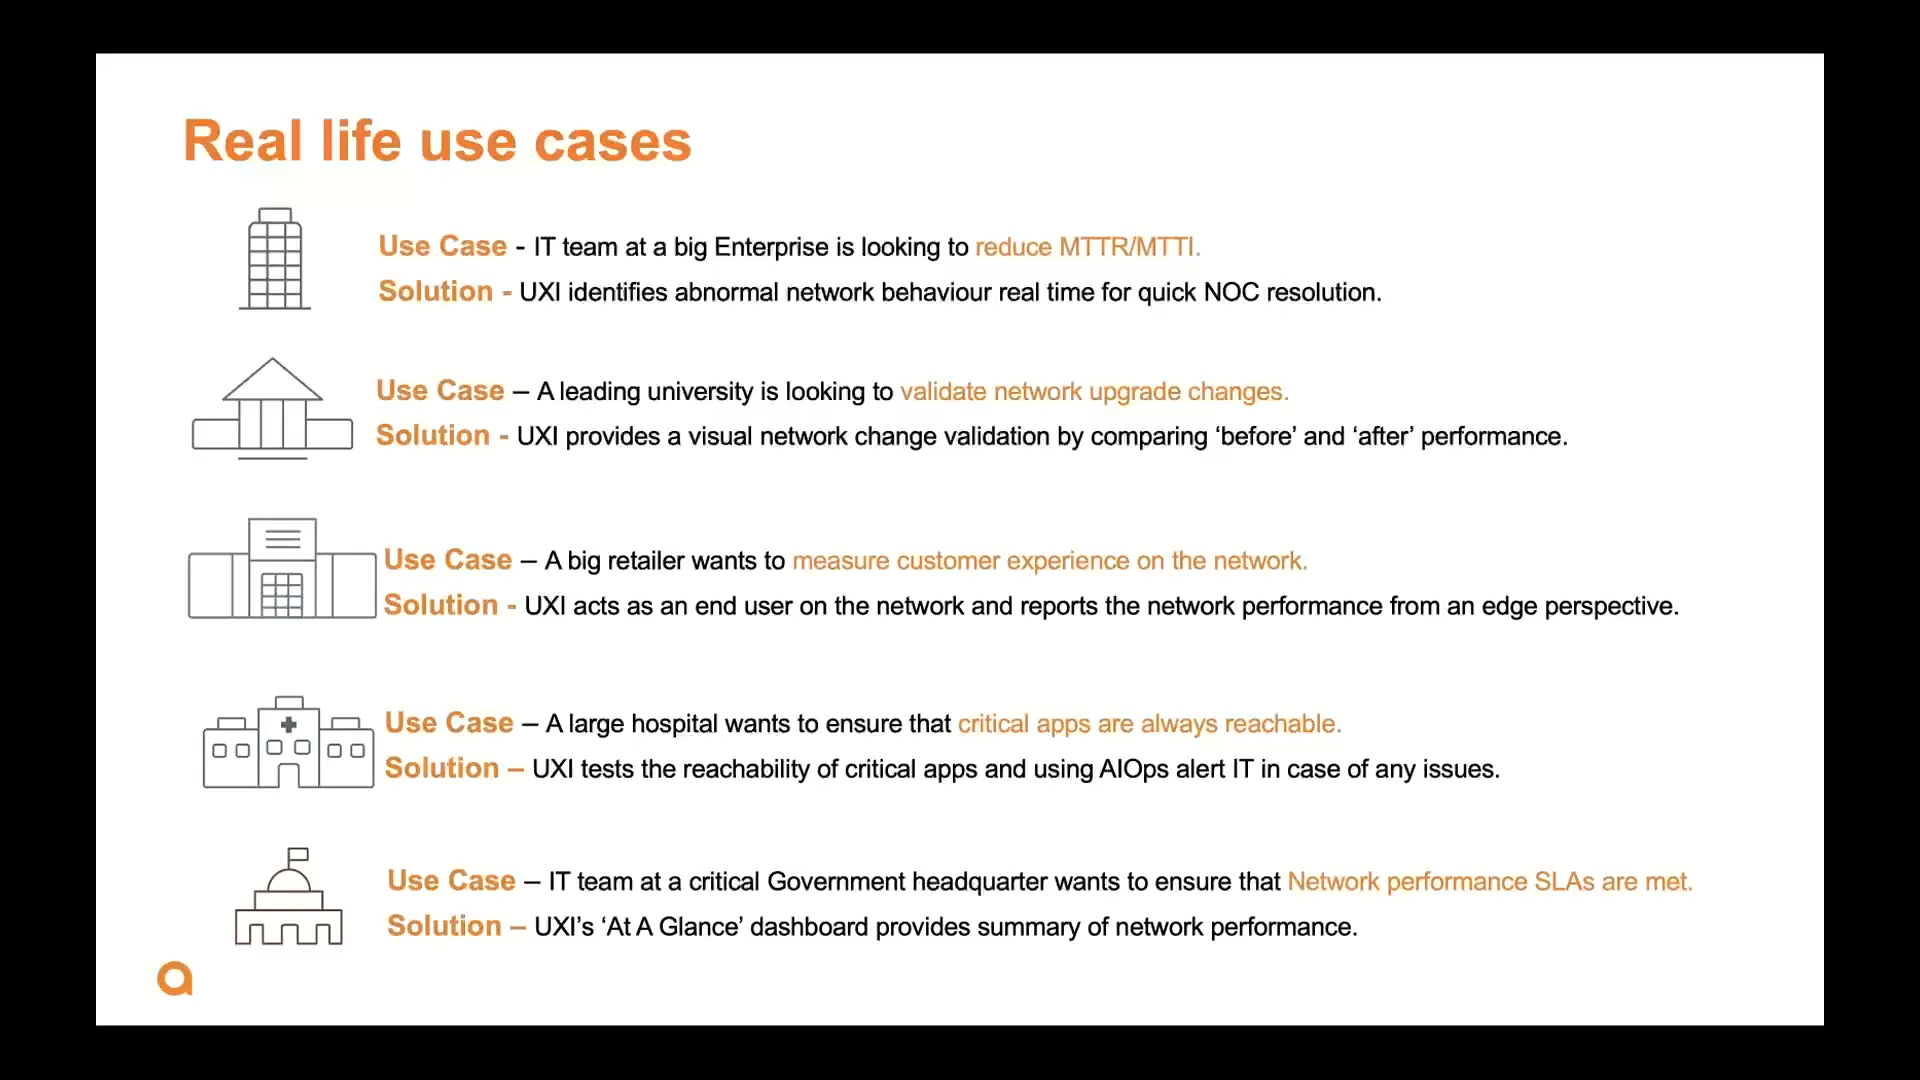 Real life use cases
Use Case - IT team at a big Enterprise is looking to reduce MTTR/MTTI.
Solution - UXI identifies abnormal network behaviour real time for quick NOC resolution.
Use Case – A leading university is looking to validate network upgrade changes.
Solution - UXI provides a visual network change validation by comparing ‘before’ and ‘after’ performance.
Use Case – A big retailer wants to measure customer experience on the network.
Solution - UXI acts as an end user on the network and reports the network performance from an edge perspective.
Use Case – A large hospital wants to ensure that critical apps are always reachable.
Solution – UXI tests the reachability of critical apps and using AIOps alert IT in case of any issues.
Use Case – IT team at a critical Government headquarter wants to ensure that Network performance SLAs are met.
Solution – UXI’s ‘At A Glance’ dashboard provides summary of network performance.